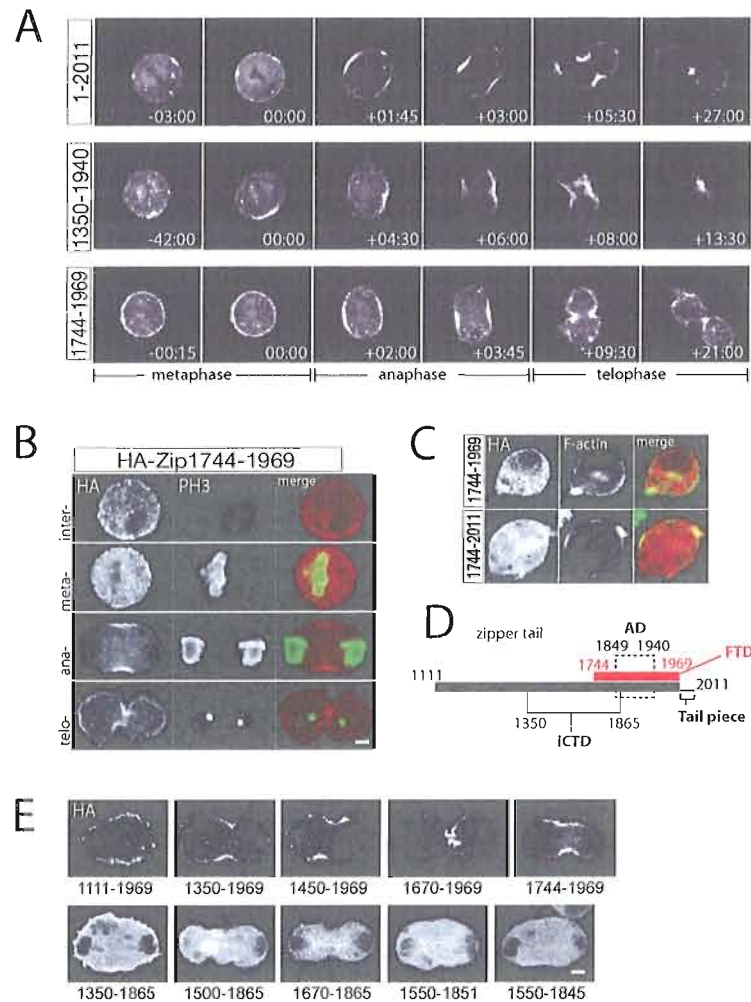 A
1-2011
-03:00 00:00 +01:45 +03:00 +05:30 +27:00
1350-1940
-42:00 00:00 +04:30 +06:00 +08:00 +13:30
1744-1969
-00:15 00:00 +02:00 +03:45 +09:30 +21:00
metaphase anaphase telophase
B
HA-Zip1744-1969
HA PH3 merge
inter-
meta-
ana-
telo-
C
HA F-actin merge
1744-1969
1744-2011
D
zipper tail
AD
1849 1940
FTD
1744 1969
1111
2011
Tail piece
1350 1865
iCTD
E
HA
1111-1969 1350-1969 1450-1969 1670-1969 1744-1969
1350-1865 1500-1865 1670-1865 1550-1851 1550-1845